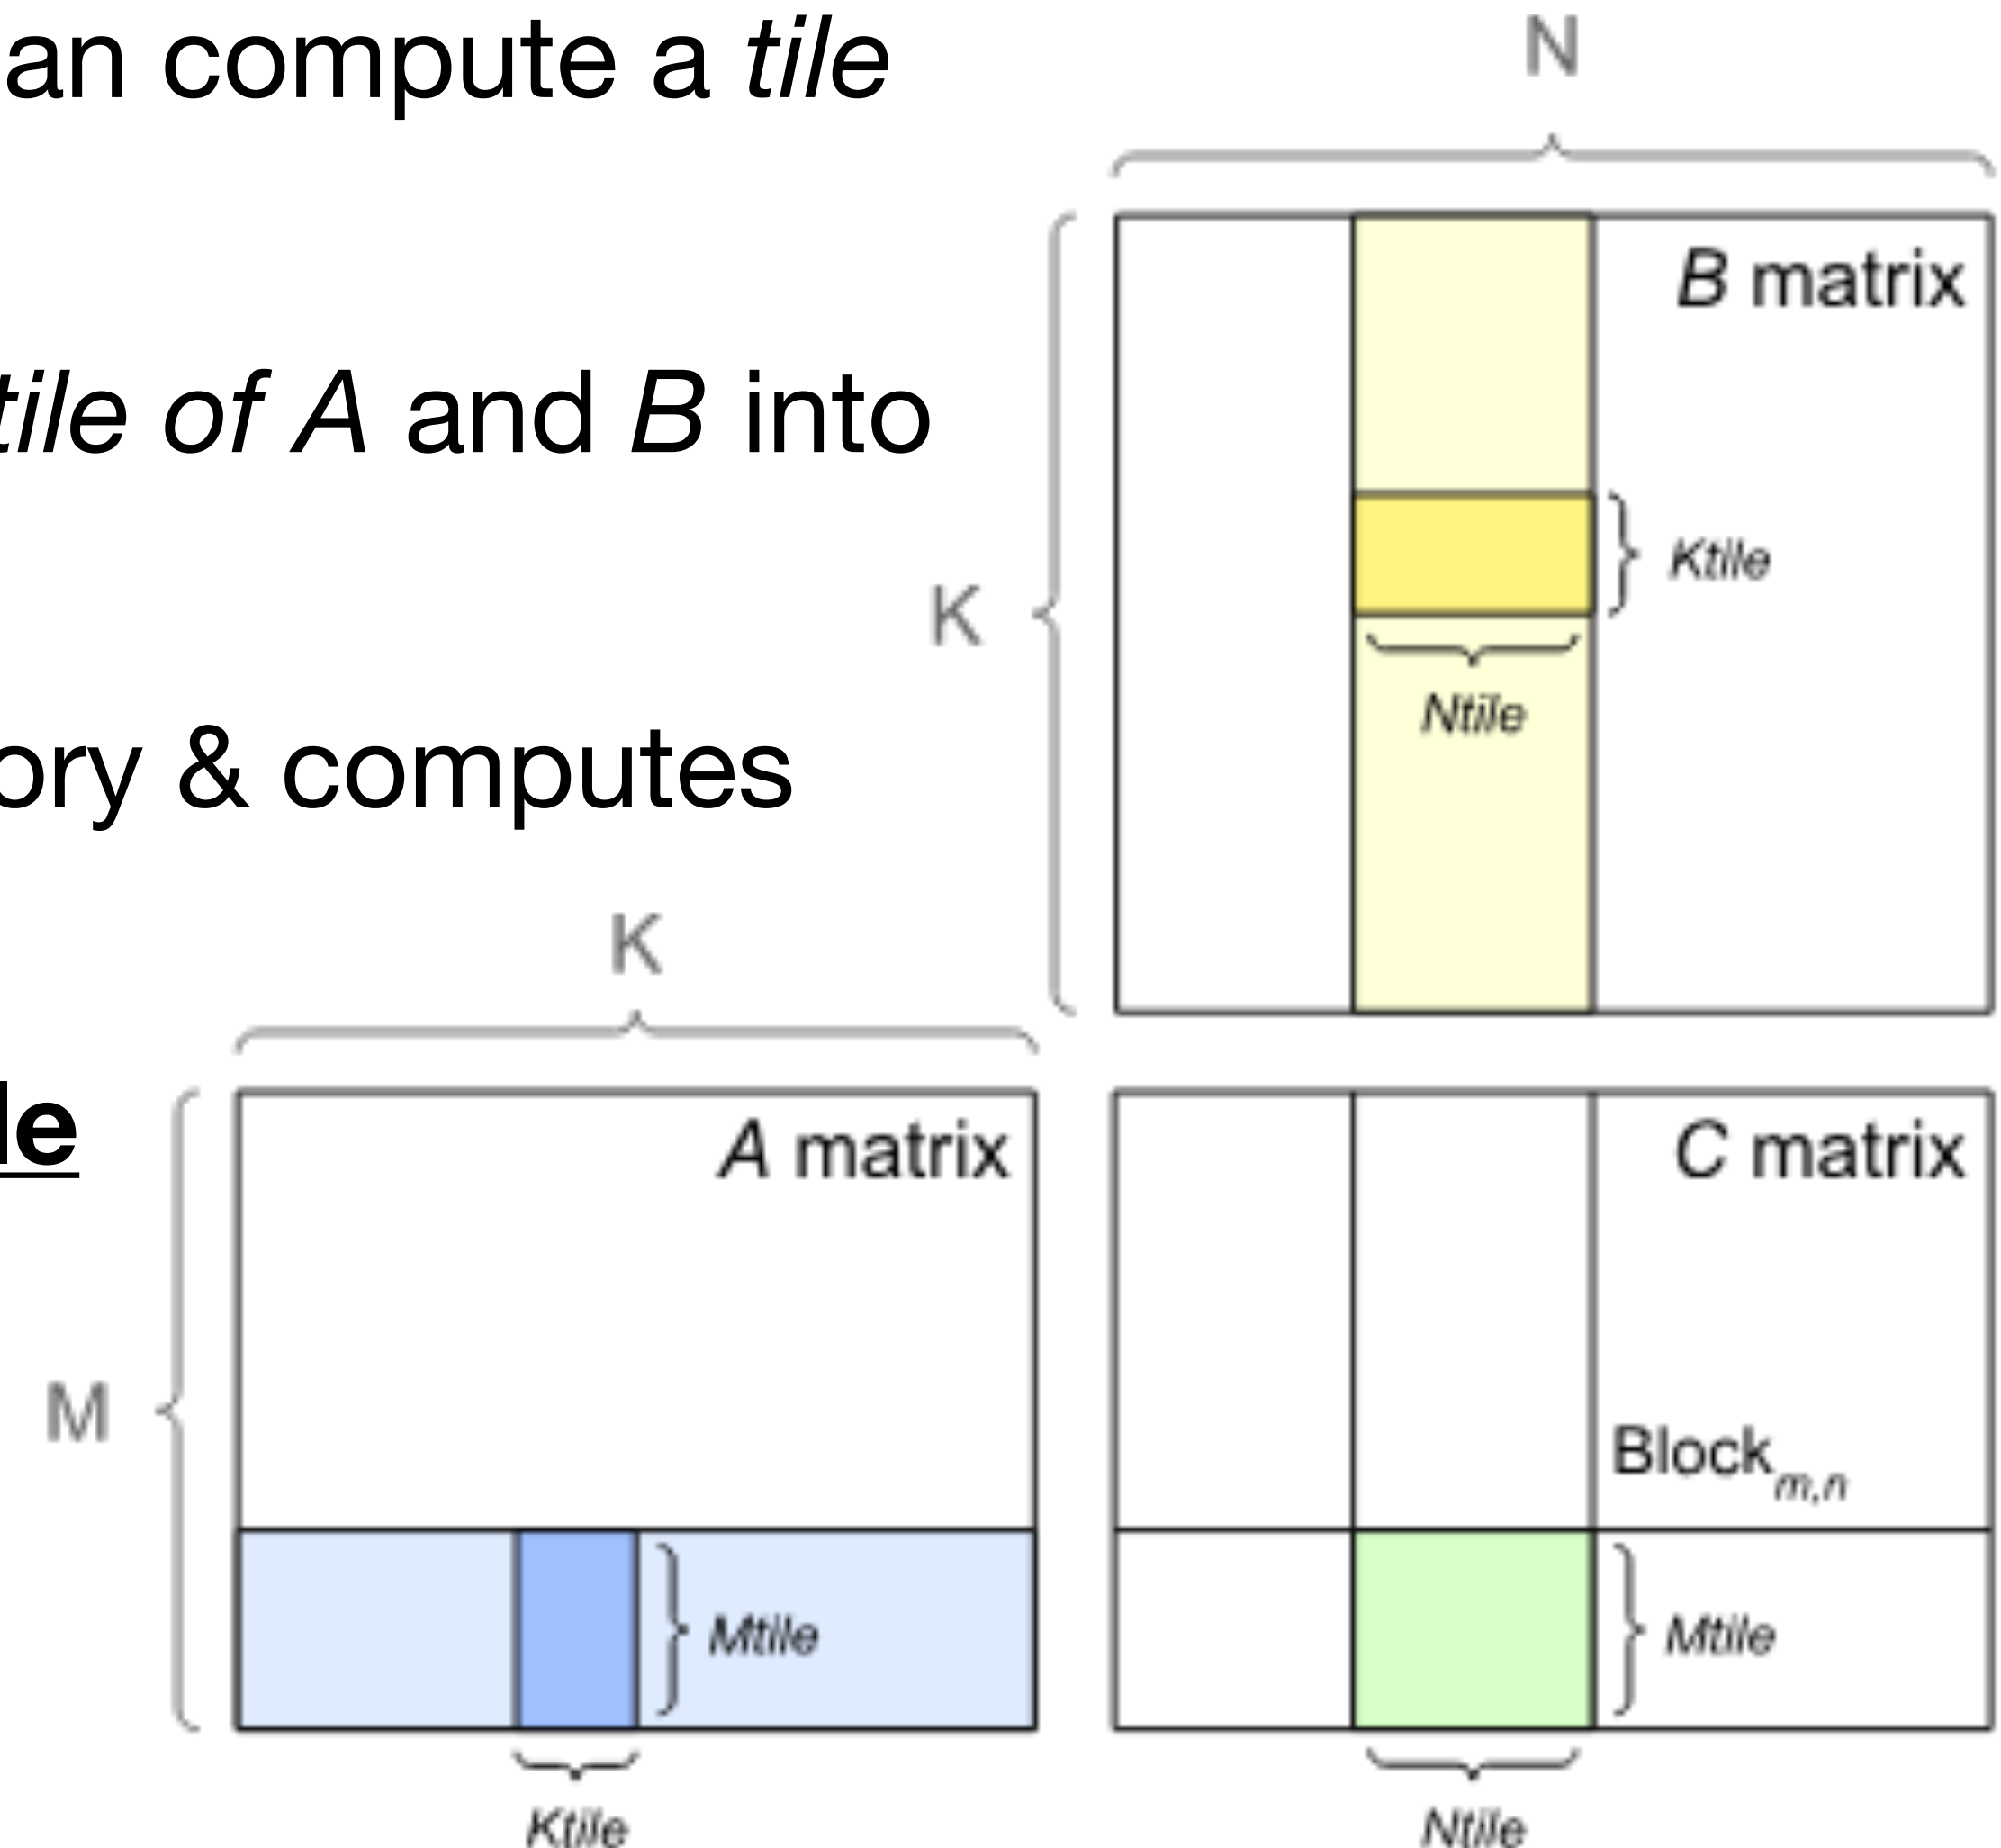 an compute a tile
N
B matrix
tile of A and B into
Ktile
K
Ntile
ory & computes
K
le
A matrix
C matrix
M
Block m,n
Mtile
Mtile
Ktile
Ntile